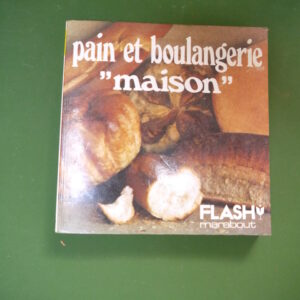 pain et boulangerie
"maison"
FLASH
marabout